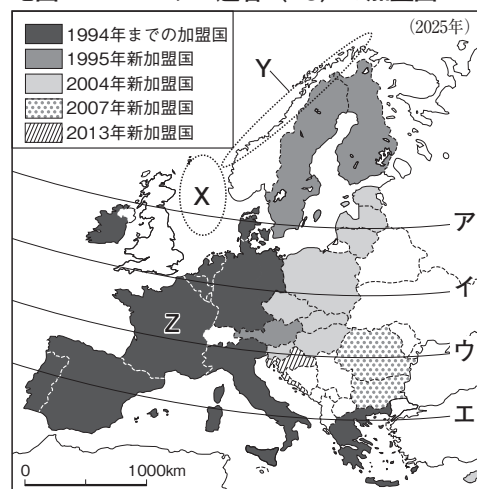 (2025年)
1994年までの加盟国
1995年新加盟国
2004年新加盟国
2007年新加盟国
2013年新加盟国
Y
X
ア
イ
Z
ウ
エ
0 1000km